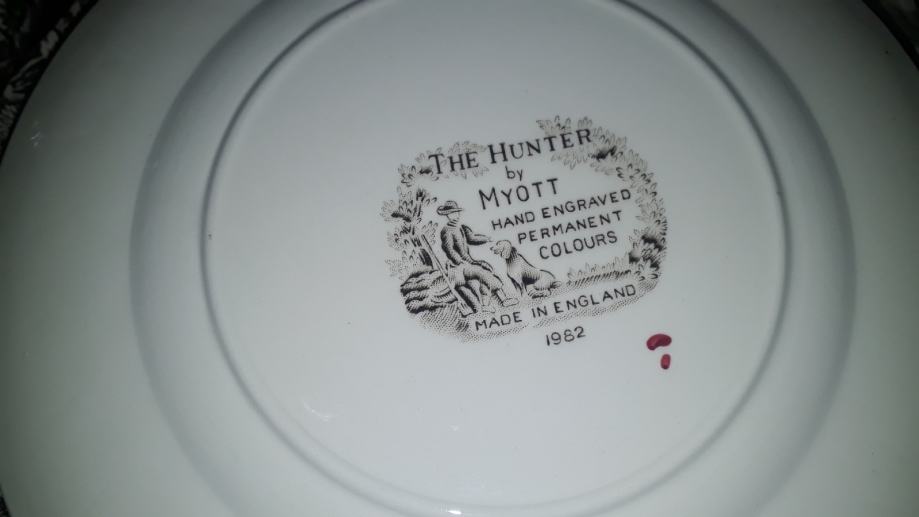 THE HUNTER
by
MYOTT
HAND ENGRAVED
PERMANENT
COLOURS
MADE IN ENGLAND
1982